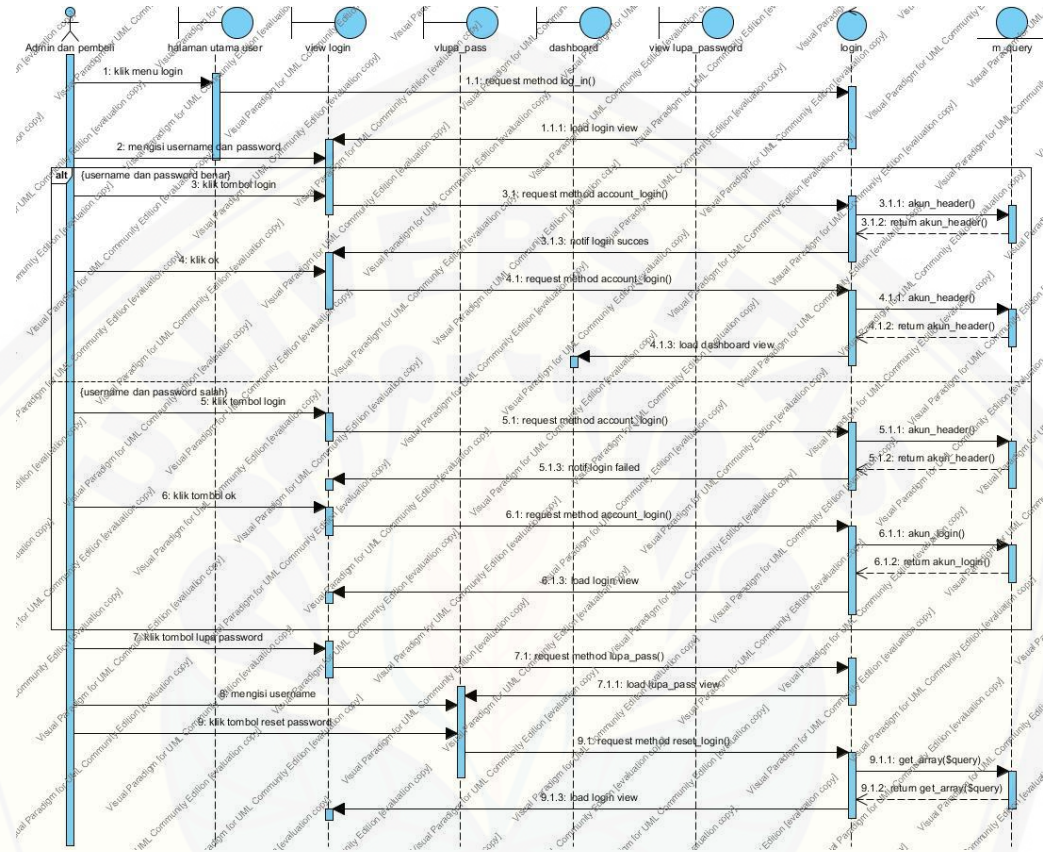 Admin dan pembeli
halaman utama user
view login
vlupa_pass
dashboard
view lupa_password
login
m_query
1: klik menu login
1.1: request method log_in()
1.1.1: load login view
2: mengisi username dan password
alt
{username dan password benar}
3: klik tombol login
3.1: request method account_login()
3.1.1: akun_header()
3.1.2: return akun_header()
3.1.3: notif login succes
4: klik ok
4.1: request method account_login()
4.1.1: akun_header()
4.1.2: return akun_header()
4.1.3: load dashboard view
{username dan password salah}
5: klik tombol login
5.1: request method account_login()
5.1.1: akun_header()
5.1.2: return akun_header()
5.1.3: notif login failed
6: klik tombol ok
6.1: request method account_login()
6.1.1: akun_login()
6.1.2: return akun_login()
6.1.3: load login view
7: klik tombol lupa password
7.1: request method lupa_pass()
7.1.1: load lupa_pass view
8: mengisi username
9: klik tombol reset password
9.1: request method reset_login()
9.1.1: get_array($query)
9.1.2: return get_array($query)
9.1.3: load login view
Visual Paradigm for UML Community Edition [evaluation copy]